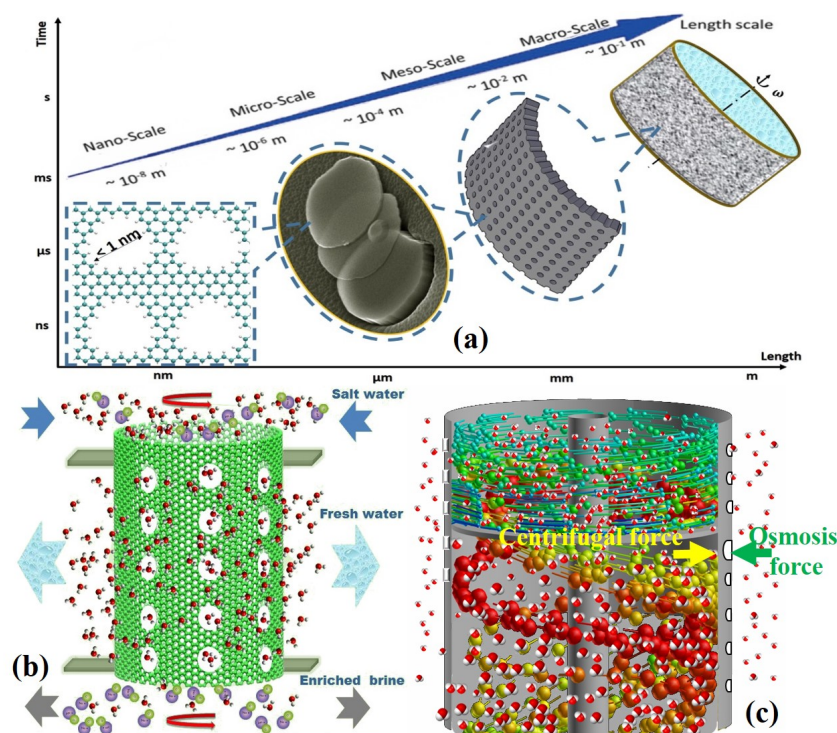 Time
s
ms
μs
ns
Nano-Scale
~ 10⁻⁸ m
Micro-Scale
~ 10⁻⁶ m
Meso-Scale
~ 10⁻⁴ m
Macro-Scale
~ 10⁻² m
Length scale
~ 10⁻¹ m
ω
< 1 nm
(a)
Length
nm
μm
mm
m
Salt water
Fresh water
Enriched brine
(b)
Centrifugal
force
Osmosis
force
(c)